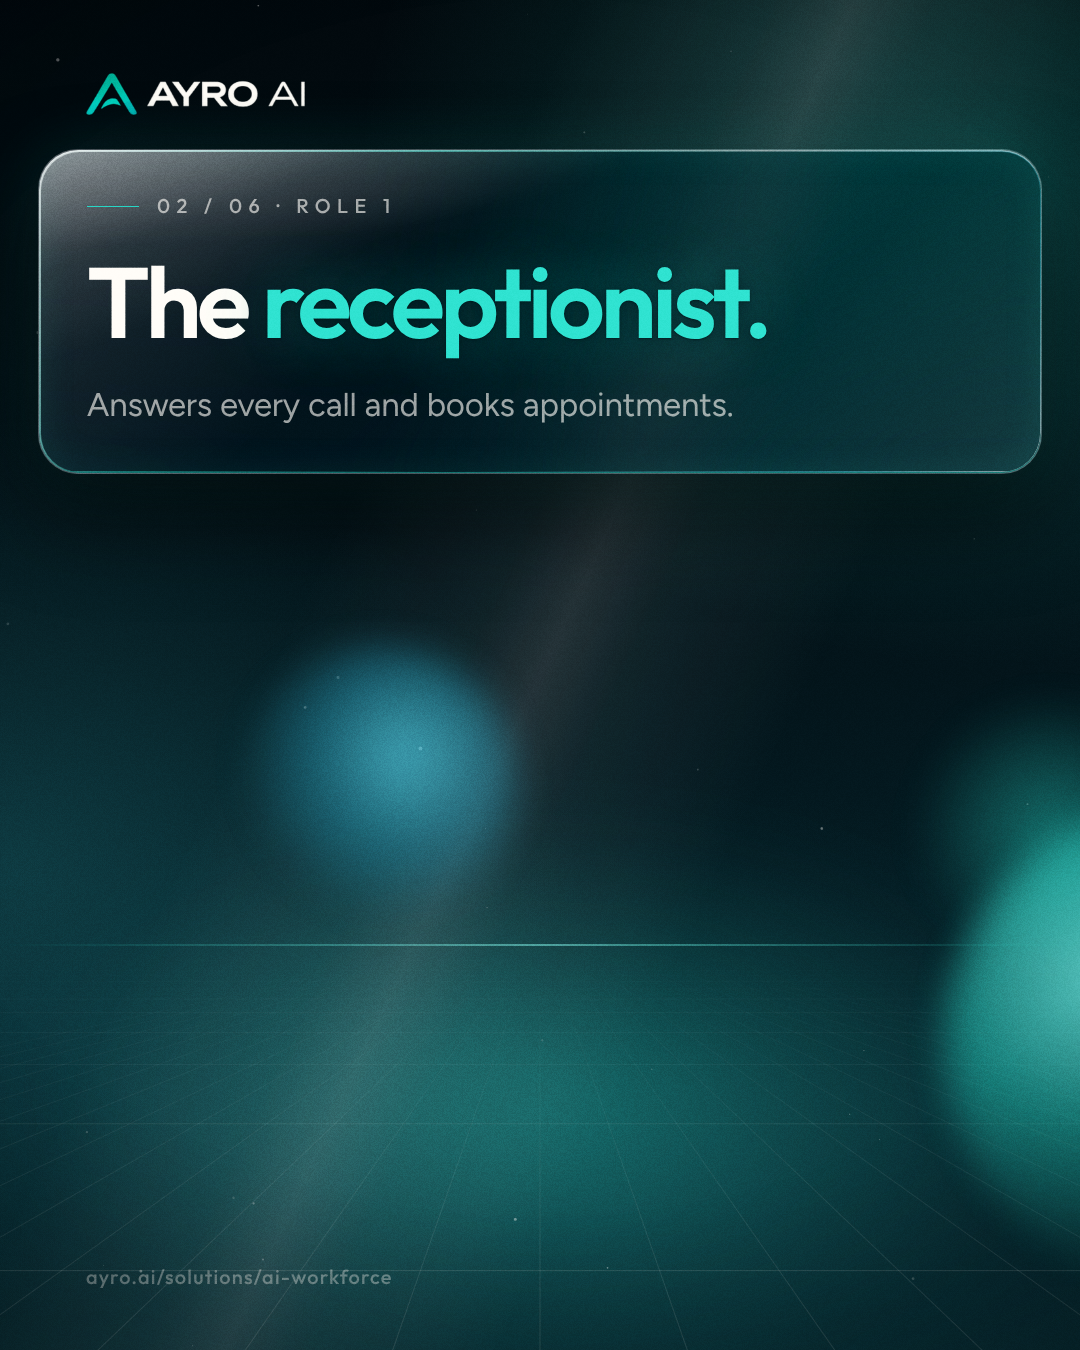 AYRO AI
02 / 06 · ROLE 1
The receptionist.
Answers every call and books appointments.
ayro.ai/solutions/ai-workforce